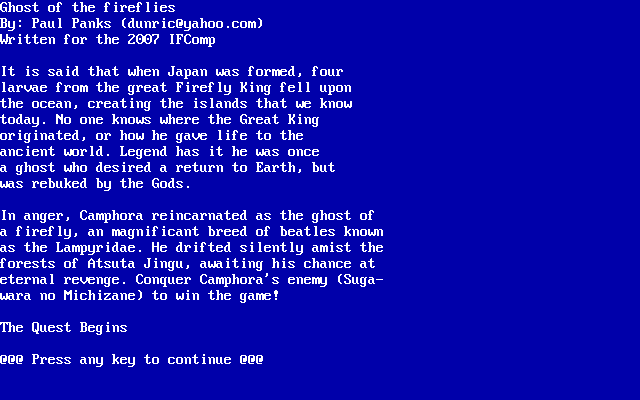 Ghost of the fireflies
By: Paul Panks (dunric@yahoo.com)
Written for the 2007 IFComp
It is said that when Japan was formed, four
larvae from the great Firefly King fell upon
the ocean, creating the islands that we know
today. No one knows where the Great King
originated, or how he gave life to the
ancient world. Legend has it he was once
a ghost who desired a return to Earth, but
was rebuked by the Gods.
In anger, Camphora reincarnated as the ghost of
a firefly, an magnificant breed of beatles known
as the Lampyridae. He drifted silently amist the
forests of Atsuta Jingu, awaiting his chance at
eternal revenge. Conquer Camphora's enemy (Suga-
wara no Michizane) to win the game!
The Quest Begins
@@@ Press any key to continue @@@